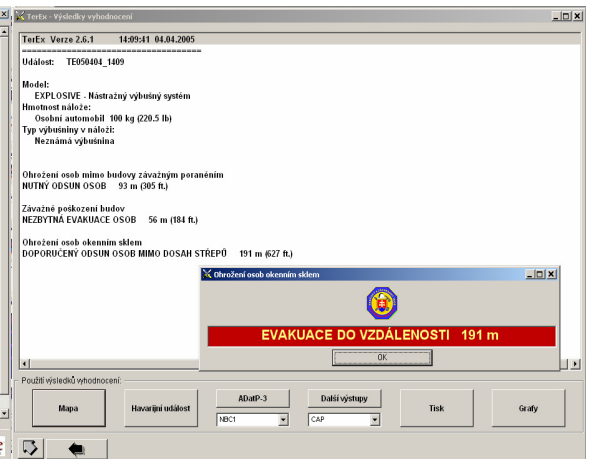 TerEx - Výsledky vyhodnocení
TerEx Verze 2.6.1 14:09:41 04.04.2005
====================================
Událost: TE050404_1409
Model:
EXPLOSIVE - Nástražný výbušný systém
Hmotnost nálože:
Osobní automobil 100 kg (220.5 lb)
Typ výbušniny v náloži:
Neznámá výbušnina
Ohrožení osob mimo budovy závažným poraněním
NUTNÝ ODSUN OSOB 93 m (305 ft.)
Závažné poškození budov
NEZBYTNÁ EVAKUACE OSOB 56 m (184 ft.)
Ohrožení osob okenním sklem
DOPORUČENÝ ODSUN OSOB MIMO DOSAH STŘEPŮ 191 m (627 ft.)
Ohrožení osob okenním sklem
EVAKUACE DO VZDÁLENOSTI 191 m
OK
Použití výsledků vyhodnocení:
Mapa
Havarijní událost
ADatP-3
NBC1
Další výstupy
CAP
Tisk
Grafy